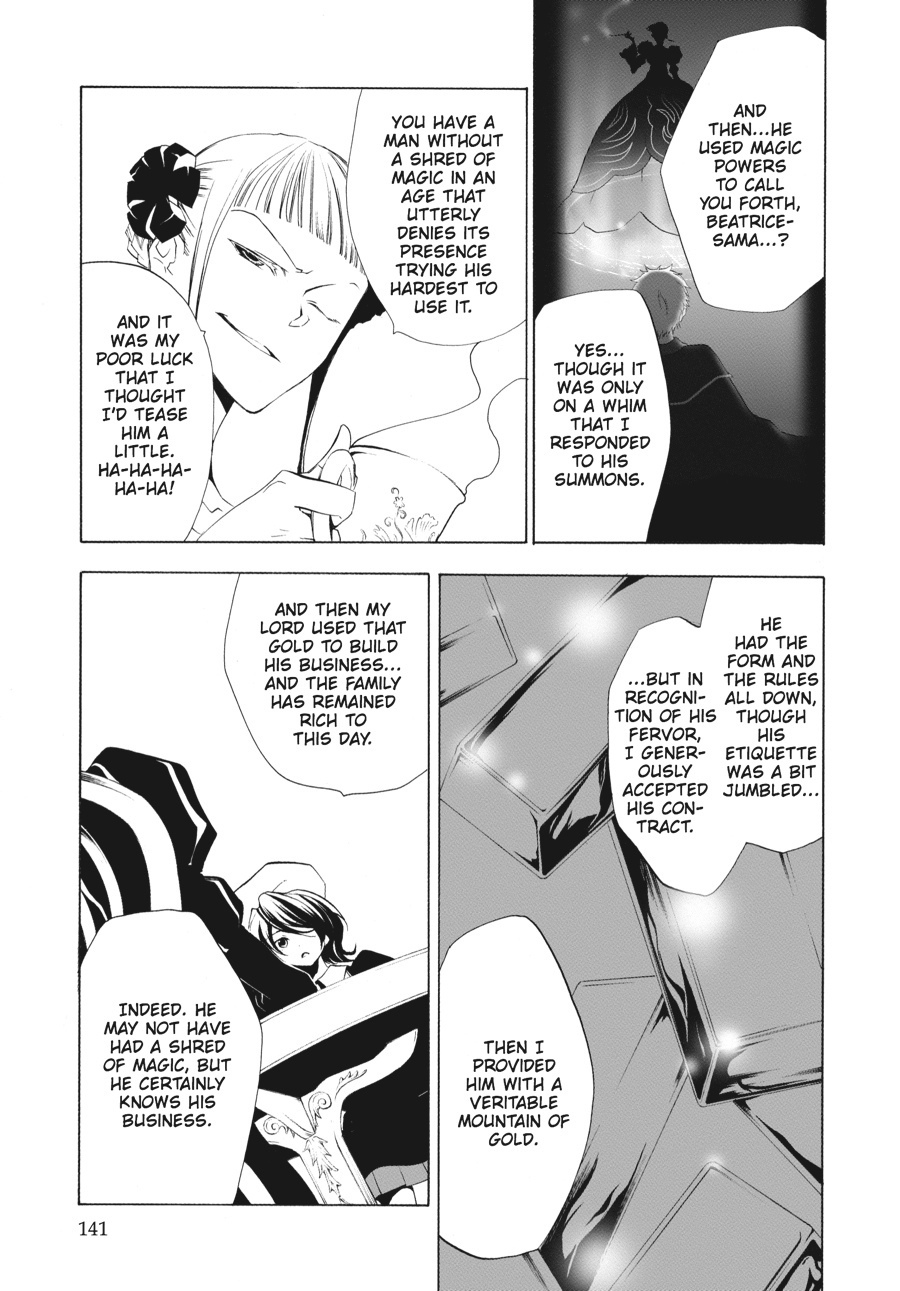 AND
THEN...HE
USED MAGIC
POWERS
TO CALL
YOU FORTH,
BEATRICE-
SAMA...?
YES...
THOUGH IT
WAS ONLY
ON A WHIM
THAT I
RESPONDED
TO HIS
SUMMONS.
YOU HAVE A
MAN WITHOUT
A SHRED OF
MAGIC IN AN
AGE THAT
UTTERLY
DENIES ITS
PRESENCE
TRYING HIS
HARDEST TO
USE IT.
AND IT
WAS MY
POOR LUCK
THAT I
THOUGHT
I'D TEASE
HIM A
LITTLE.
HA-HA-HA-
HA-HA!
HE
HAD THE
FORM AND
THE RULES
ALL DOWN,
THOUGH
HIS
ETIQUETTE
WAS A BIT
JUMBLED...
...BUT IN
RECOGNI-
TION OF HIS
FERVOR,
I GENER-
OUSLY
ACCEPTED
HIS CON-
TRACT.
THEN I
PROVIDED
HIM WITH A
VERITABLE
MOUNTAIN OF
GOLD.
AND THEN MY
LORD USED THAT
GOLD TO BUILD
HIS BUSINESS...
AND THE FAMILY
HAS REMAINED
RICH TO
THIS DAY.
INDEED. HE
MAY NOT HAVE
HAD A SHRED
OF MAGIC, BUT
HE CERTAINLY
KNOWS HIS
BUSINESS.
141